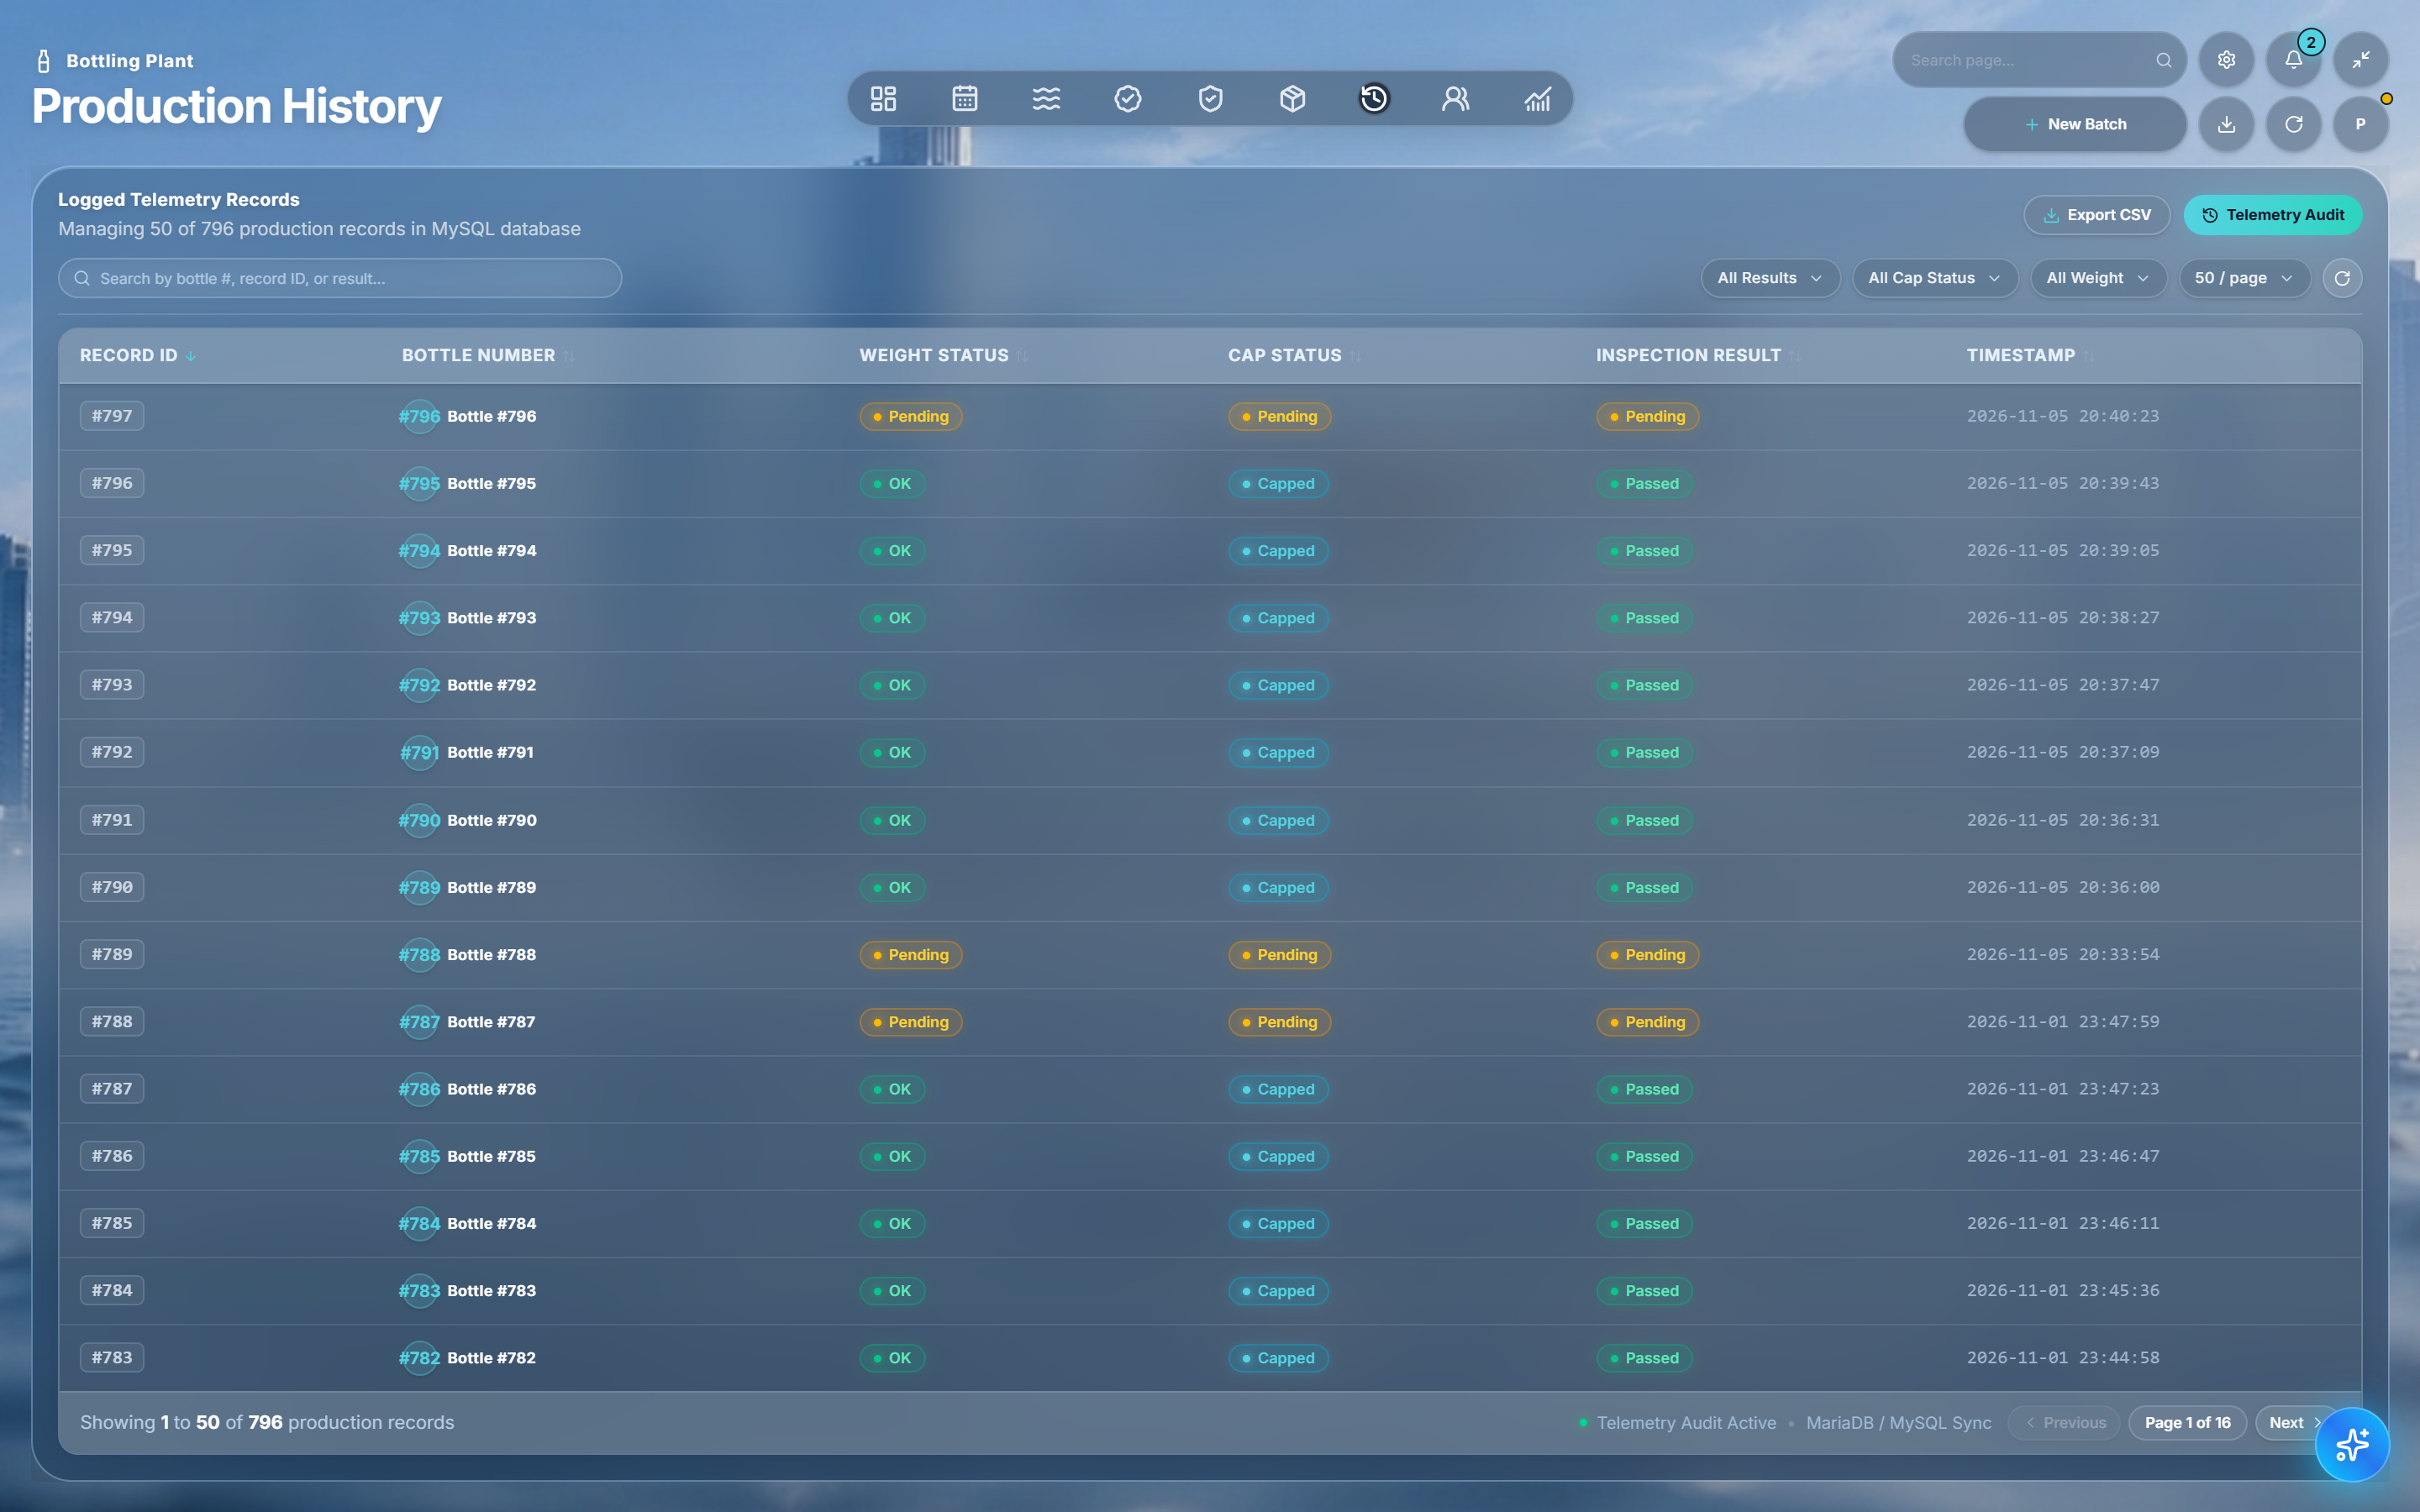 Bottling Plant
Production History
Search page...
2
New Batch
P
Logged Telemetry Records
Managing 50 of 796 production records in MySQL database
Export CSV
Telemetry Audit
Search by bottle #, record ID, or result...
All Results
All Cap Status
All Weight
50 / page
RECORD ID BOTTLE NUMBER WEIGHT STATUS CAP STATUS INSPECTION RESULT TIMESTAMP
#797 #796 Bottle #796 Pending Pending Pending 2026-11-05 20:40:23
#796 #795 Bottle #795 OK Capped Passed 2026-11-05 20:39:43
#795 #794 Bottle #794 OK Capped Passed 2026-11-05 20:39:05
#794 #793 Bottle #793 OK Capped Passed 2026-11-05 20:38:27
#793 #792 Bottle #792 OK Capped Passed 2026-11-05 20:37:47
#792 #791 Bottle #791 OK Capped Passed 2026-11-05 20:37:09
#791 #790 Bottle #790 OK Capped Passed 2026-11-05 20:36:31
#790 #789 Bottle #789 OK Capped Passed 2026-11-05 20:36:00
#789 #788 Bottle #788 Pending Pending Pending 2026-11-05 20:33:54
#788 #787 Bottle #787 Pending Pending Pending 2026-11-01 23:47:59
#787 #786 Bottle #786 OK Capped Passed 2026-11-01 23:47:23
#786 #785 Bottle #785 OK Capped Passed 2026-11-01 23:46:47
#785 #784 Bottle #784 OK Capped Passed 2026-11-01 23:46:11
#784 #783 Bottle #783 OK Capped Passed 2026-11-01 23:45:36
#783 #782 Bottle #782 OK Capped Passed 2026-11-01 23:44:58
Showing 1 to 50 of 796 production records
Telemetry Audit Active • MariaDB / MySQL Sync
Previous
Page 1 of 16
Next